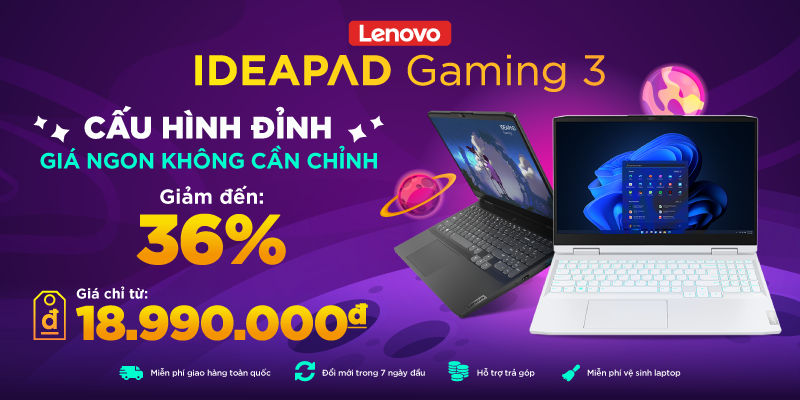 Lenovo
IDEAPAD Gaming 3
CẤU HÌNH ĐỈNH
GIÁ NGON KHÔNG CẦN CHỈNH
Giảm đến:
36%
Giá chỉ từ:
đ
18.990.000đ
Miễn phí giao hàng toàn quốc
Đổi mới trong 7 ngày đầu
Hỗ trợ trả góp
Miễn phí vệ sinh laptop